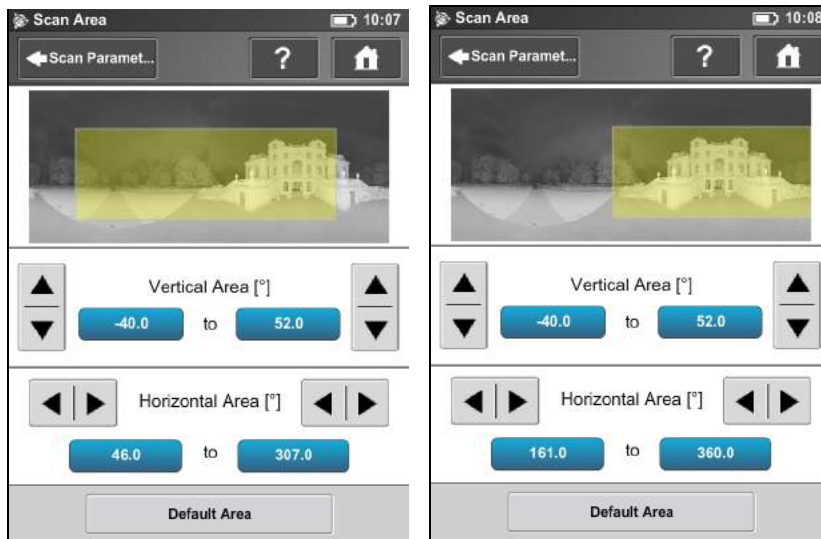 Scan Area 10:07
Scan Paramet... ?
Vertical Area [°]
-40.0 to 52.0
Horizontal Area [°]
46.0 to 307.0
Default Area
Scan Area 10:08
Scan Paramet... ?
Vertical Area [°]
-40.0 to 52.0
Horizontal Area [°]
161.0 to 360.0
Default Area